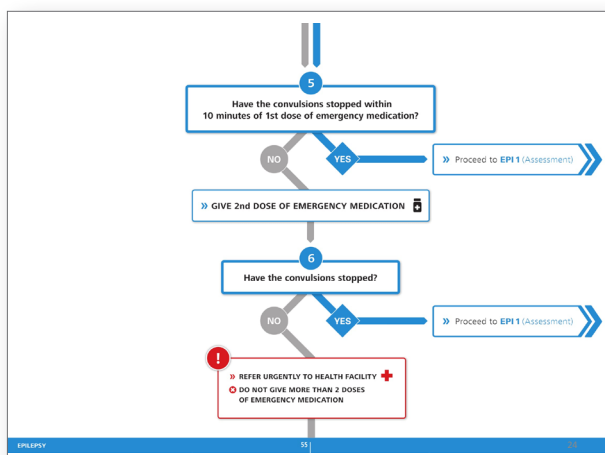 5
Have the convulsions stopped within
10 minutes of 1st dose of emergency medication?
NO
YES
» Proceed to EPI 1 (Assessment)
» GIVE 2nd DOSE OF EMERGENCY MEDICATION
6
Have the convulsions stopped?
NO
YES
» Proceed to EPI 1 (Assessment)
!
» REFER URGENTLY TO HEALTH FACILITY
DO NOT GIVE MORE THAN 2 DOSES
OF EMERGENCY MEDICATION
EPILEPSY
55
24